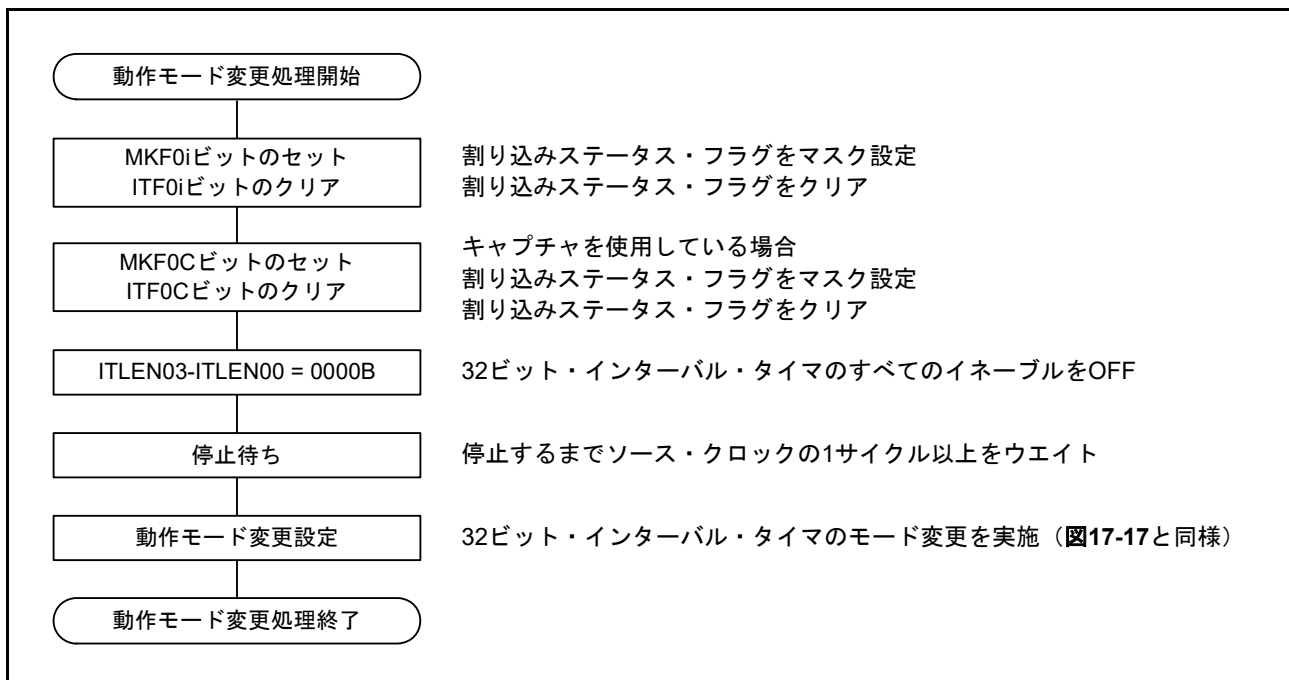 動作モード変更処理開始
MKF0iビットのセット
ITF0iビットのクリア
割り込みステータス・フラグをマスク設定
割り込みステータス・フラグをクリア
MKF0Cビットのセット
ITF0Cビットのクリア
キャプチャを使用している場合
割り込みステータス・フラグをマスク設定
割り込みステータス・フラグをクリア
ITLEN03-ITLEN00 = 0000B
32ビット・インターバル・タイマのすべてのイネーブルをOFF
停止待ち
停止するまでソース・クロックの1サイクル以上をウエイト
動作モード変更設定
32ビット・インターバル・タイマのモード変更を実施（図17-17と同様）
動作モード変更処理終了